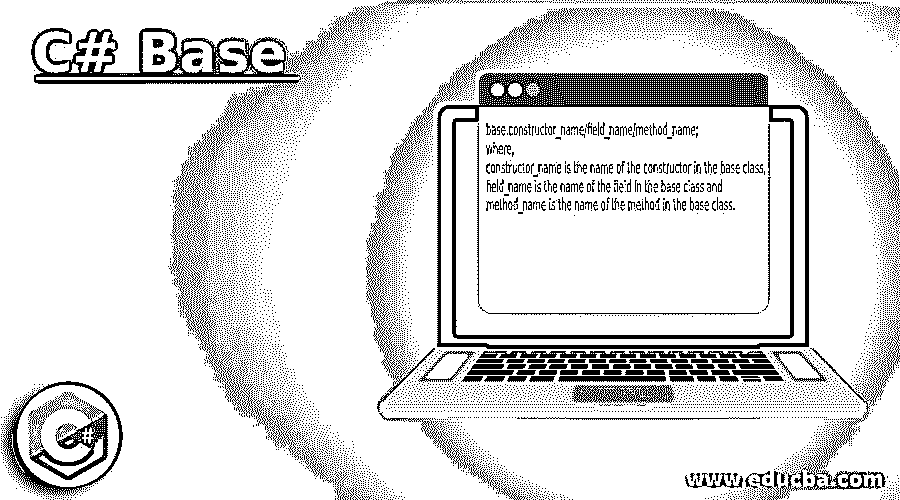 C# Base
base.constructor_name/field_name/method_name;
where,
constructor_name is the name of the constructor in the base class,
field_name is the name of the field in the base class and
method_name is the name of the method in the base class.
C#
www.educba.com